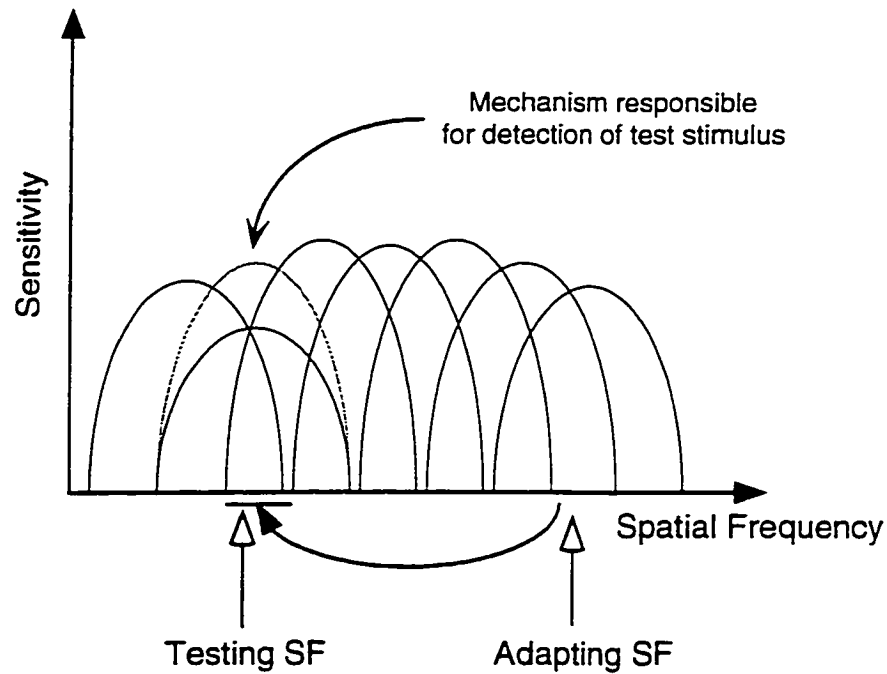 Mechanism responsible
for detection of test stimulus
Sensitivity
Spatial Frequency
Testing SF
Adapting SF